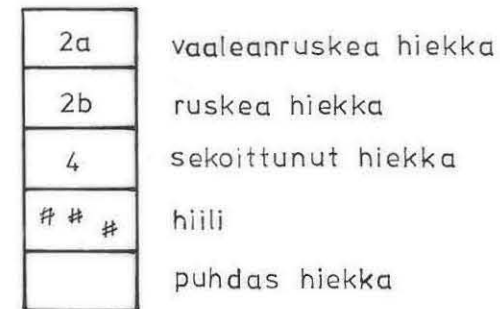 2a vaaleanruskea hiekka
2b ruskea hiekka
4 sekoittunut hiekka
# # # hiili
puhdas hiekka